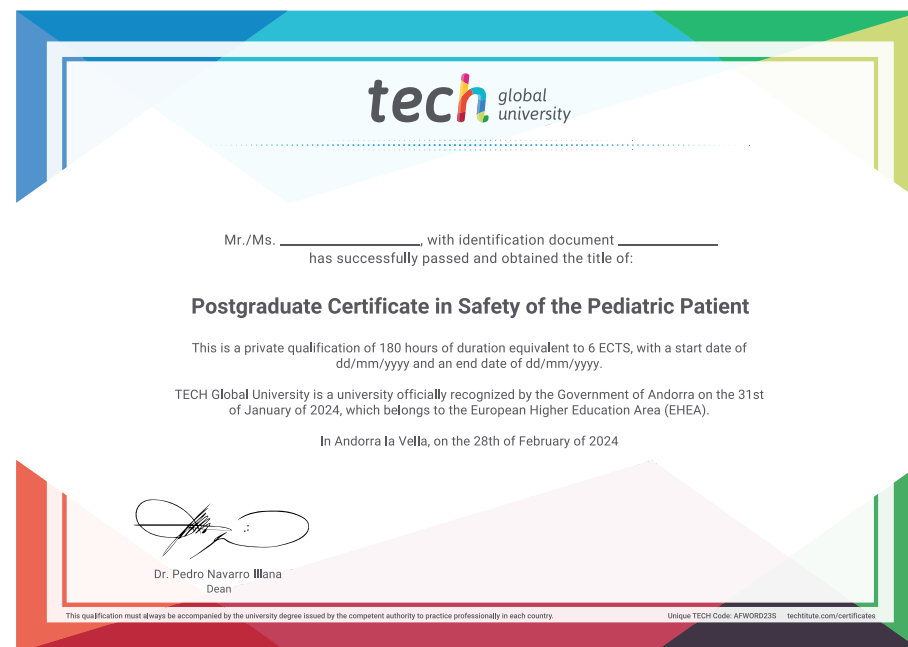 tech global university
Mr./Ms. ____________________, with identification document ______________
has successfully passed and obtained the title of:
Postgraduate Certificate in Safety of the Pediatric Patient
This is a private qualification of 180 hours of duration equivalent to 6 ECTS, with a start date of
dd/mm/yyyy and an end date of dd/mm/yyyy.
TECH Global University is a university officially recognized by the Government of Andorra on the 31st
of January of 2024, which belongs to the European Higher Education Area (EHEA).
In Andorra la Vella, on the 28th of February of 2024
Dr. Pedro Navarro Illana
Dean
This qualification must always be accompanied by the university degree issued by the competent authority to practice professionally in each country.
Unique TECH Code: AFWORD23S techtitute.com/certificates